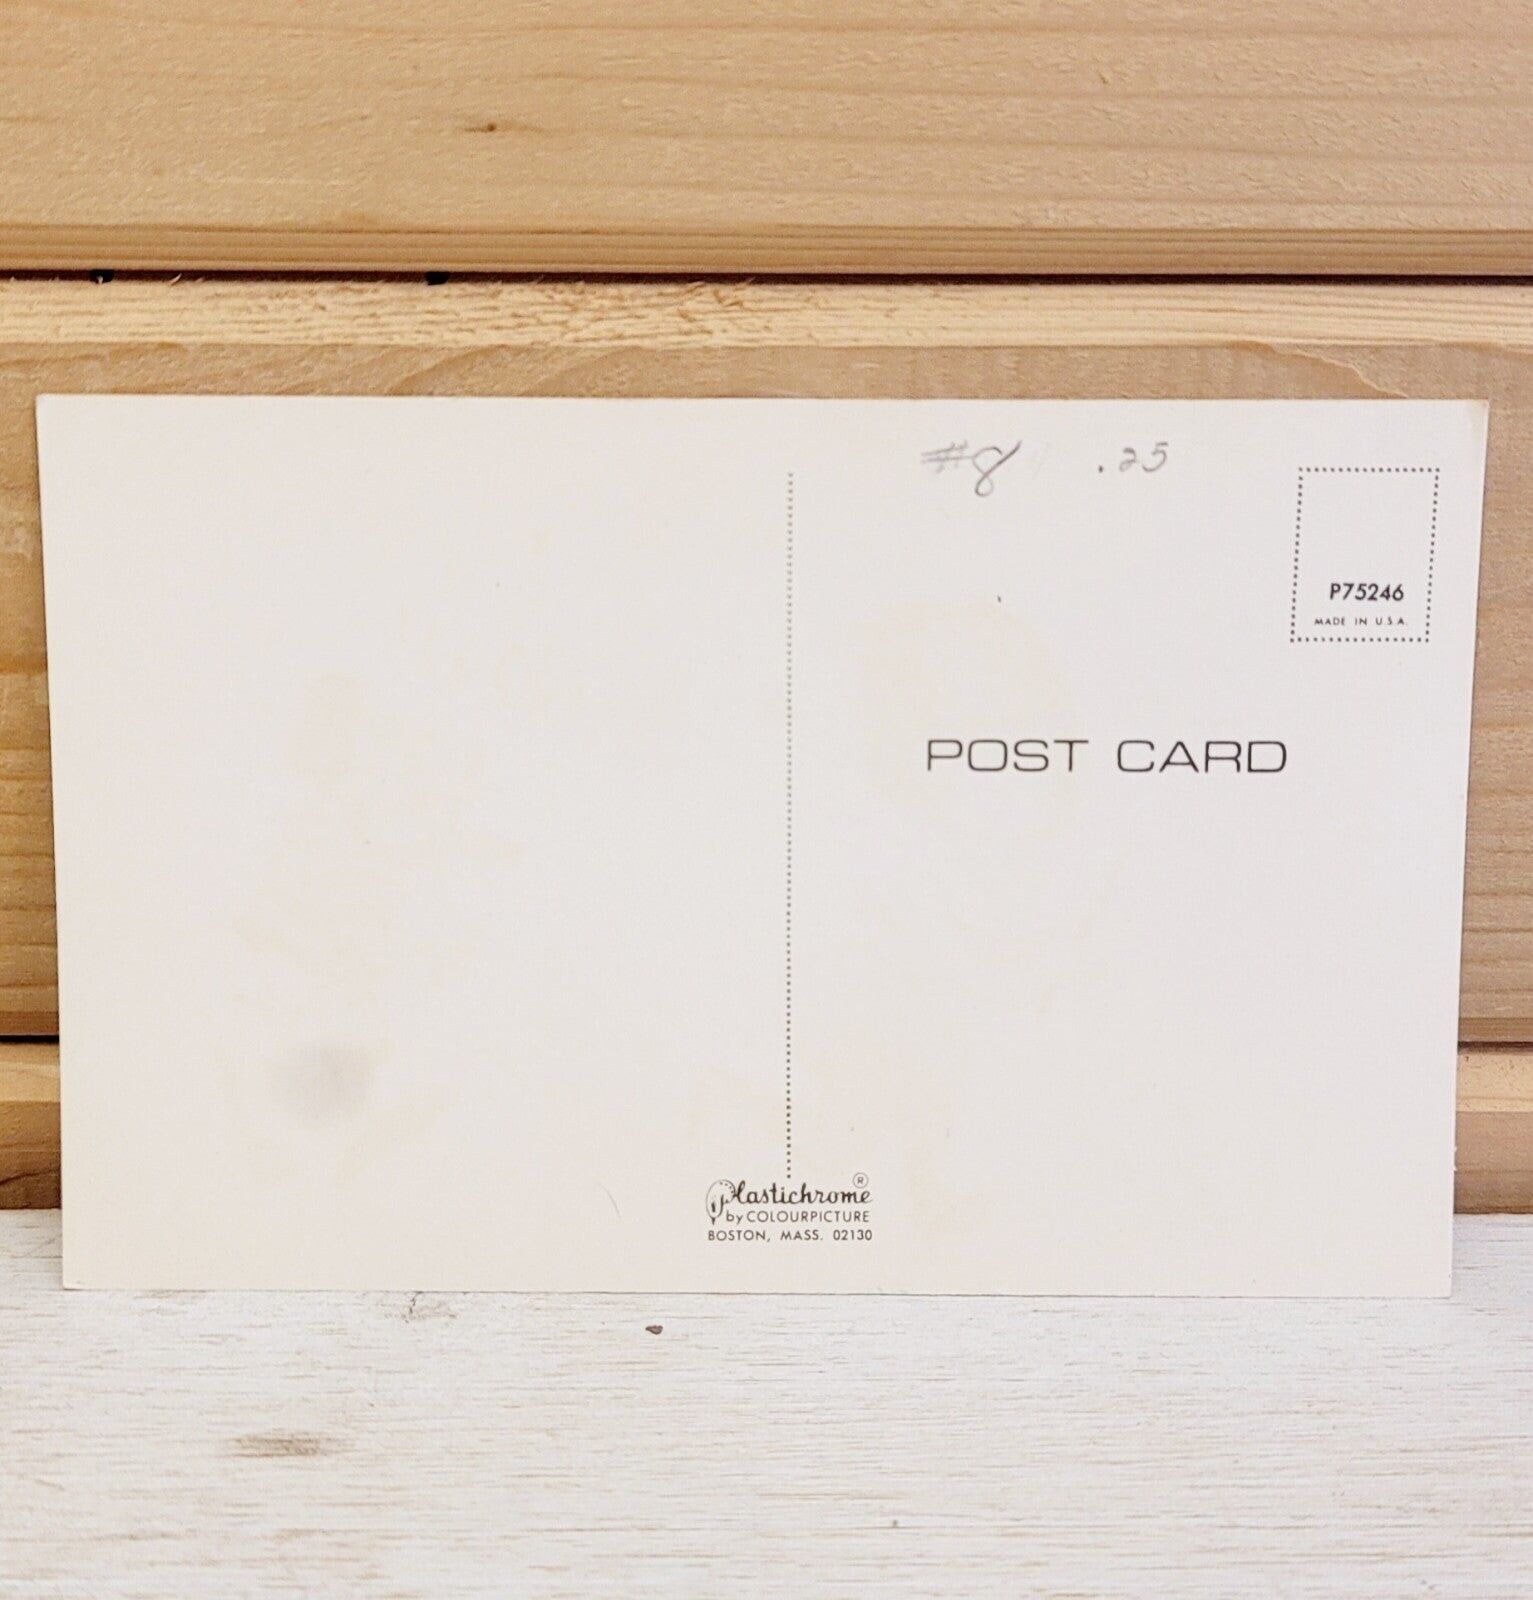 #8 .25
P75246
MADE IN U.S.A.
POST CARD
Plastichrome ®
by COLOURPICTURE
BOSTON, MASS. 02130